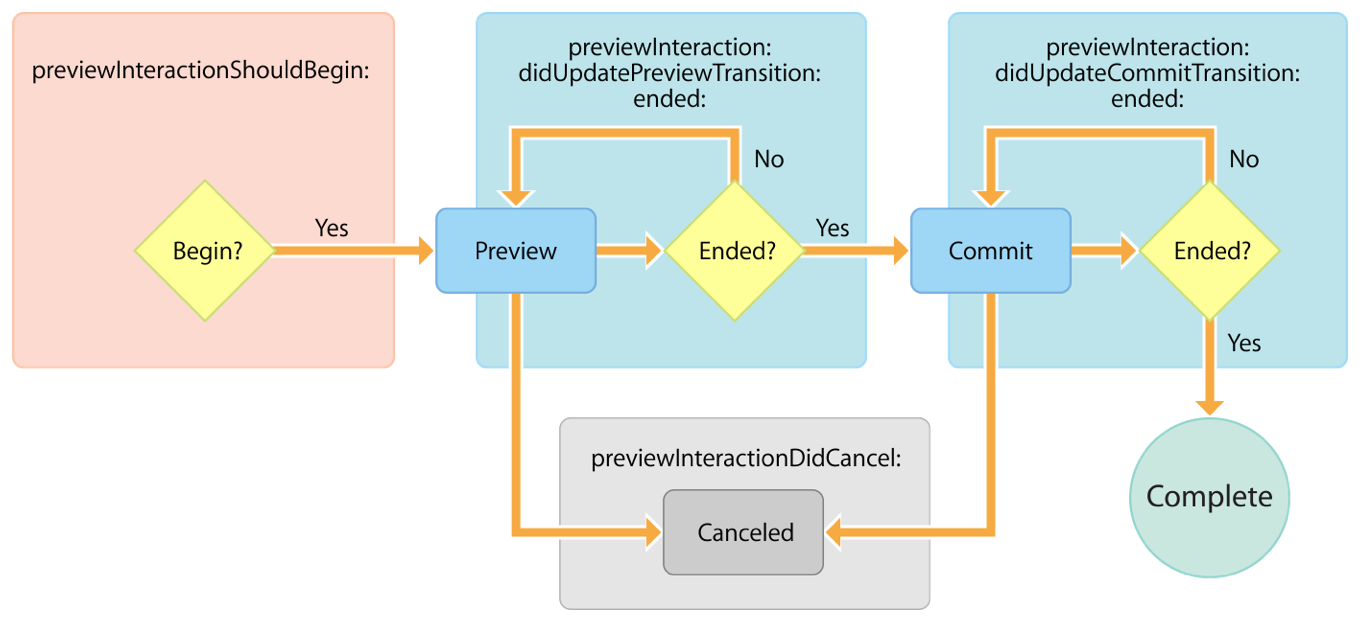 previewInteractionShouldBegin:
Begin?
Yes
previewInteraction:
didUpdatePreviewTransition:
ended:
No
Preview
Ended?
Yes
previewInteraction:
didUpdateCommitTransition:
ended:
No
Commit
Ended?
Yes
previewInteractionDidCancel:
Canceled
Complete